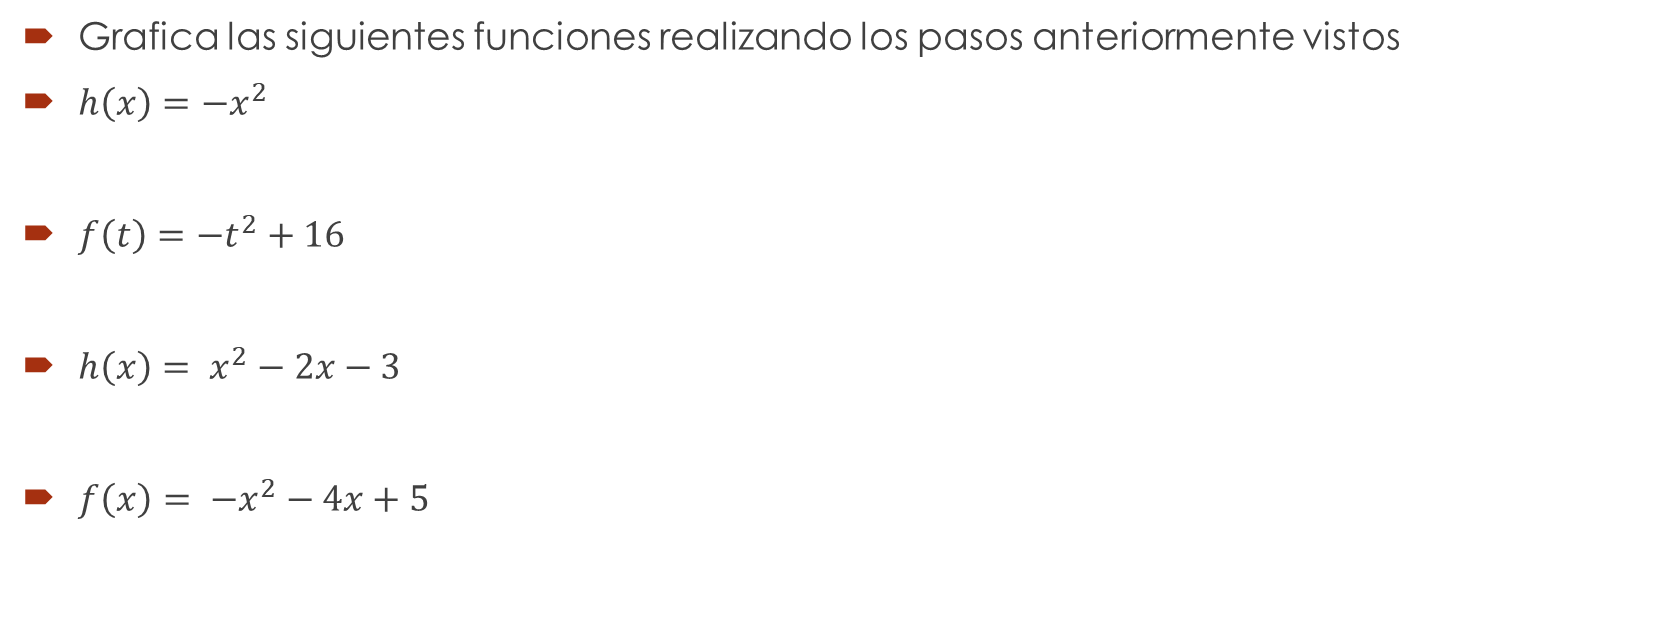 Grafica las siguientes funciones realizando los pasos anteriormente vistos
h(x) = −x²
f(t) = −t² + 16
h(x) = x² − 2x − 3
f(x) = −x² − 4x + 5